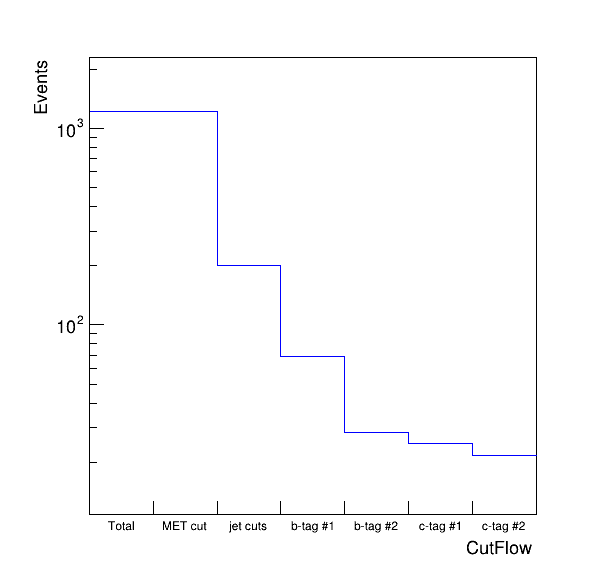 Events
10³
10²
Total MET cut jet cuts b-tag #1 b-tag #2 c-tag #1 c-tag #2
CutFlow